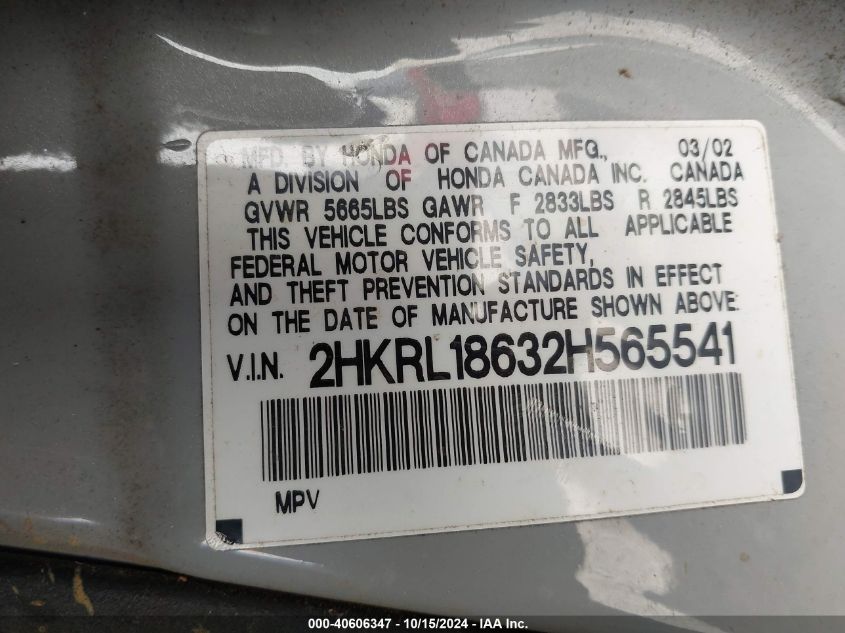 MFD. BY HONDA OF CANADA MFG., 03/02
A DIVISION OF HONDA CANADA INC. CANADA
GVWR 5665LBS GAWR F 2833LBS R 2845LBS
THIS VEHICLE CONFORMS TO ALL APPLICABLE
FEDERAL MOTOR VEHICLE SAFETY,
AND THEFT PREVENTION STANDARDS IN EFFECT
ON THE DATE OF MANUFACTURE SHOWN ABOVE.
V.I.N. 2HKRL18632H565541
MPV
000-40606347 - 10/15/2024 - IAA Inc.